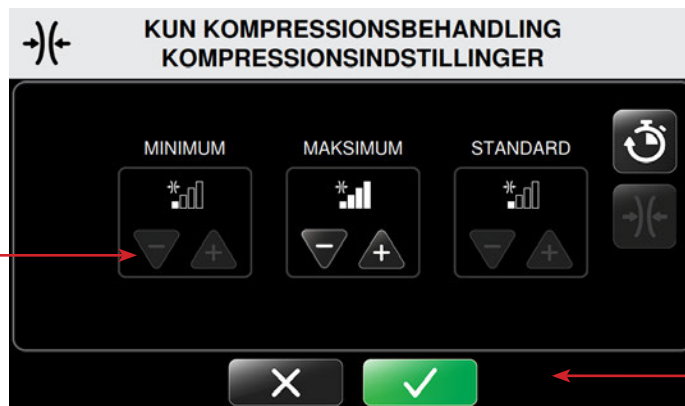 KUN KOMPRESSIONSBEHANDLING
KOMPRESSIONSINDSTILLINGER
MINIMUM MAKSIMUM STANDARD